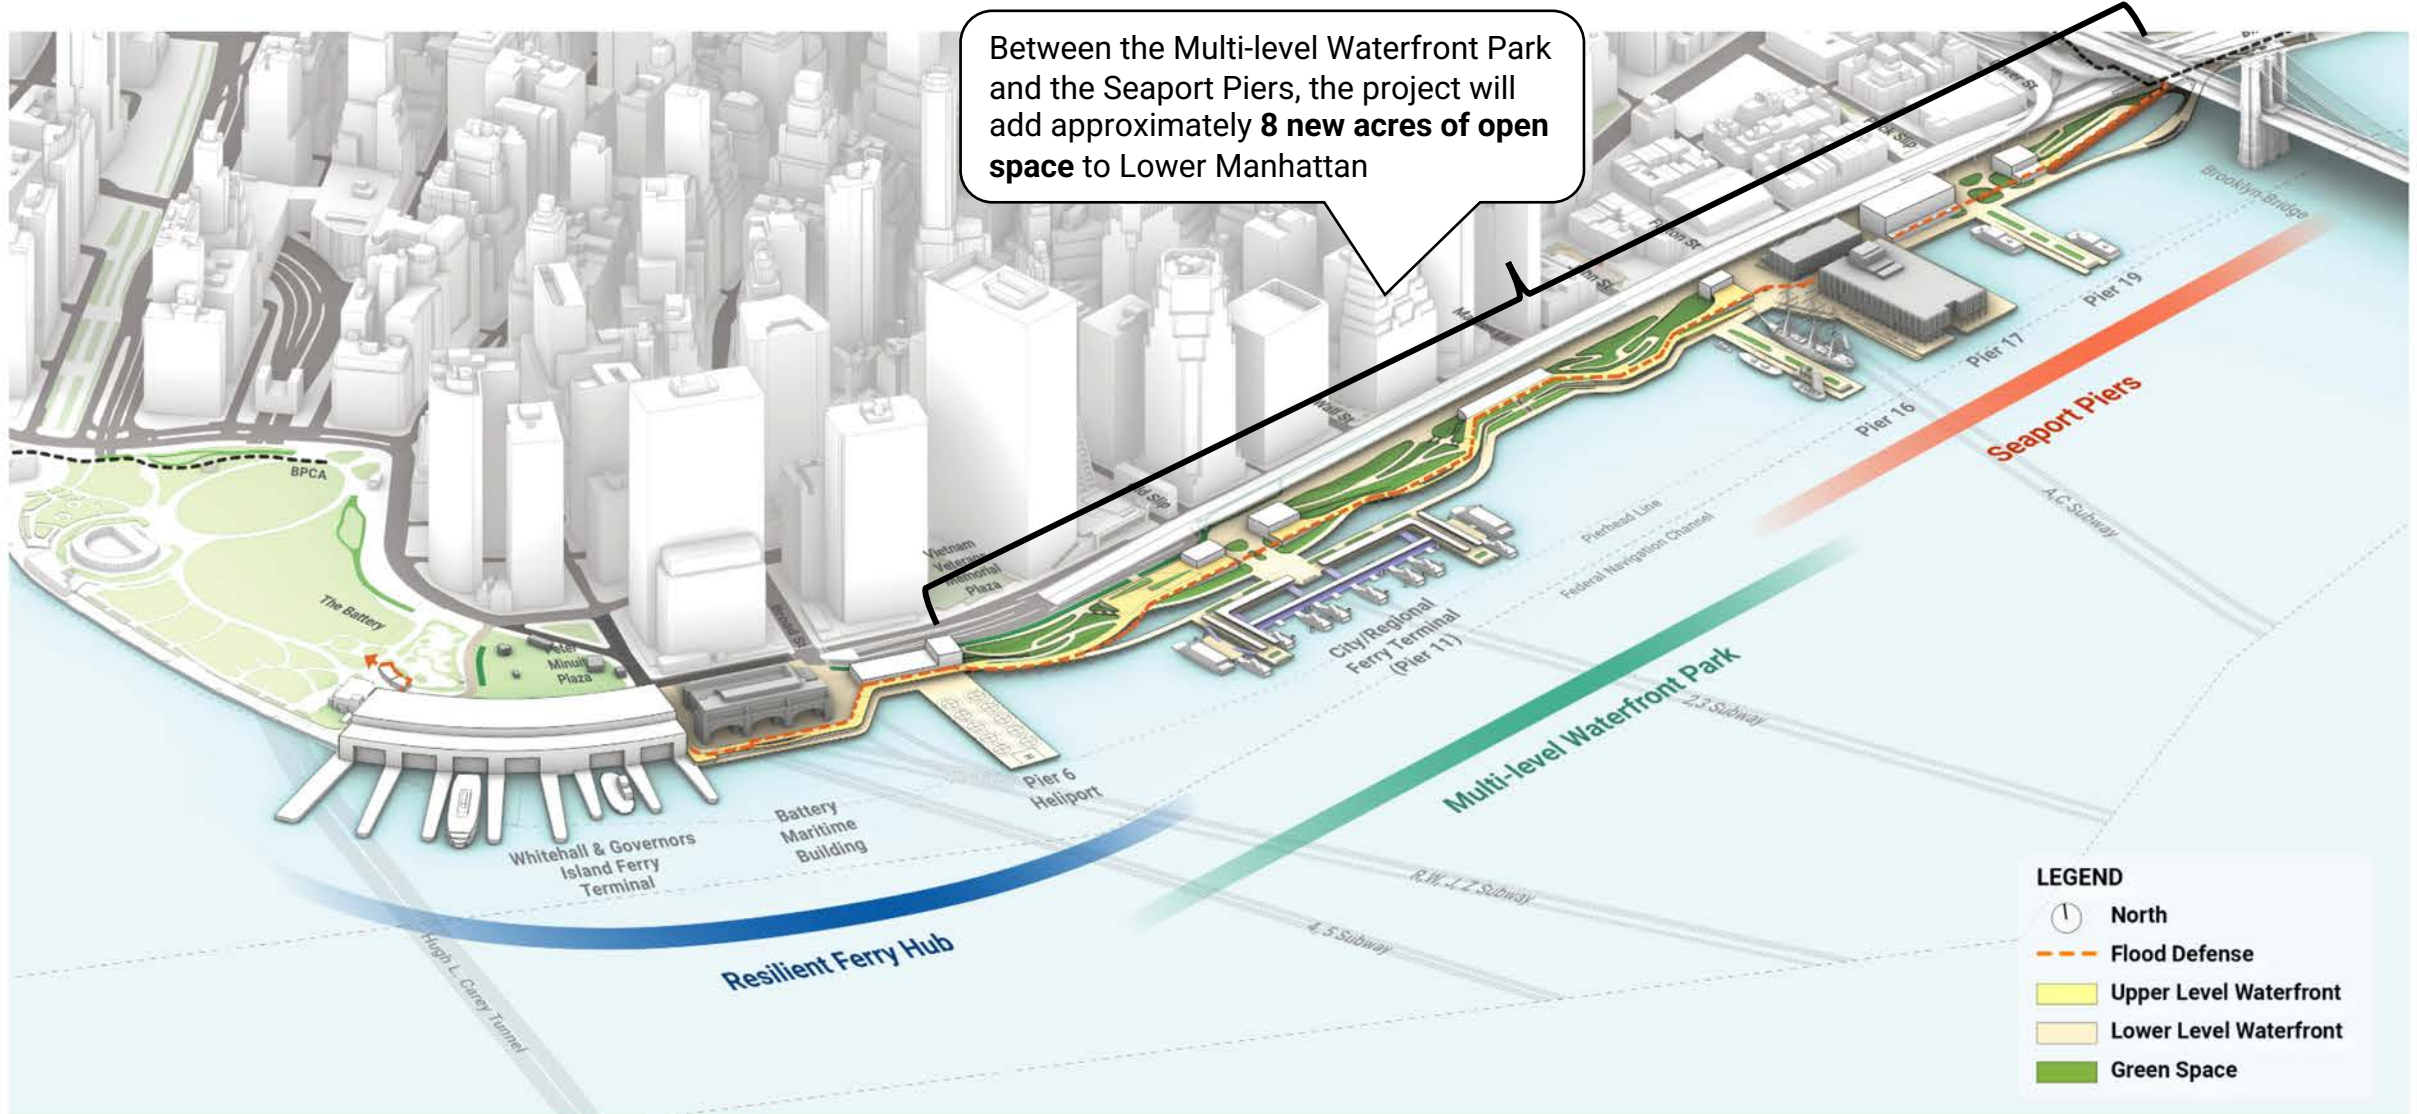 Between the Multi-level Waterfront Park
and the Seaport Piers, the project will
add approximately 8 new acres of open
space to Lower Manhattan
Peck Slip
Fulton St
Wall St
Brooklyn Bridge
Pier 19
Pier 17
Pier 16
Seaport Piers
A,C Subway
Pierhead Line
Federal Navigation Channel
BPCA
The Battery
Peter
Minuit
Plaza
Broad St
Vietnam
Veterans
Memorial
Plaza
City/Regional
Ferry Terminal
(Pier 11)
Multi-level Waterfront Park
2,3 Subway
Pier 6
Heliport
H
Battery
Maritime
Building
Whitehall & Governors
Island Ferry
Terminal
R,W, J, Z Subway
4, 5 Subway
Resilient Ferry Hub
Hugh L. Carey Tunnel
LEGEND
North
Flood Defense
Upper Level Waterfront
Lower Level Waterfront
Green Space